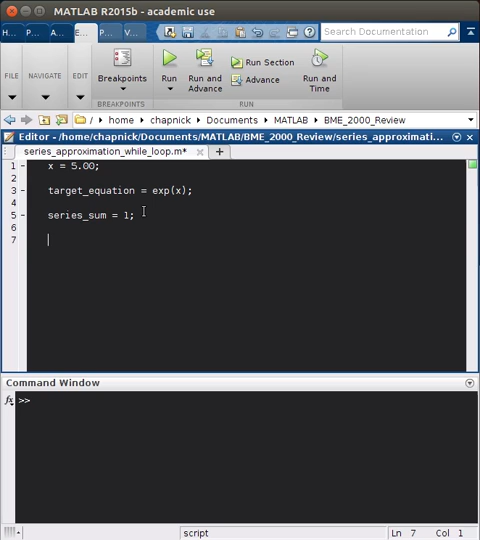 MATLAB R2015b - academic use
H... P... A... E... P... V... Search Documentation
FILE NAVIGATE EDIT Breakpoints Run Run and Advance Run Section Advance Run and Time
BREAKPOINTS RUN
/ home chapnick Documents MATLAB BME_2000_Review
Editor - /home/chapnick/Documents/MATLAB/BME_2000_Review/series_approximati...
series_approximation_while_loop.m* × +
1 - x = 5.00;
2
3 - target_equation = exp(x);
4
5 - series_sum = 1;
6
7
Command Window
fx >>
script Ln 7 Col 1